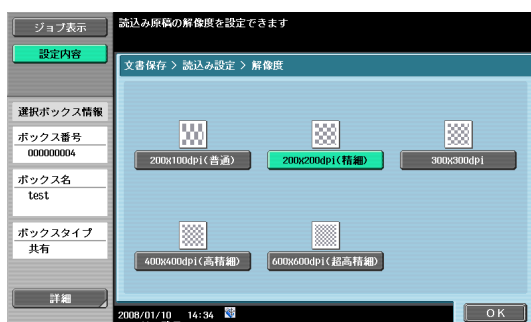 ジョブ表示
設定内容
読込み原稿の解像度を設定できます
文書保存 > 読込み設定 > 解像度
選択ボックス情報
ボックス番号
000000004
ボックス名
test
ボックスタイプ
共有
詳細
200x100dpi(普通)
200x200dpi(精細)
300x300dpi
400x400dpi(高精細)
600x600dpi(超高精細)
2008/01/10 14:34
OK